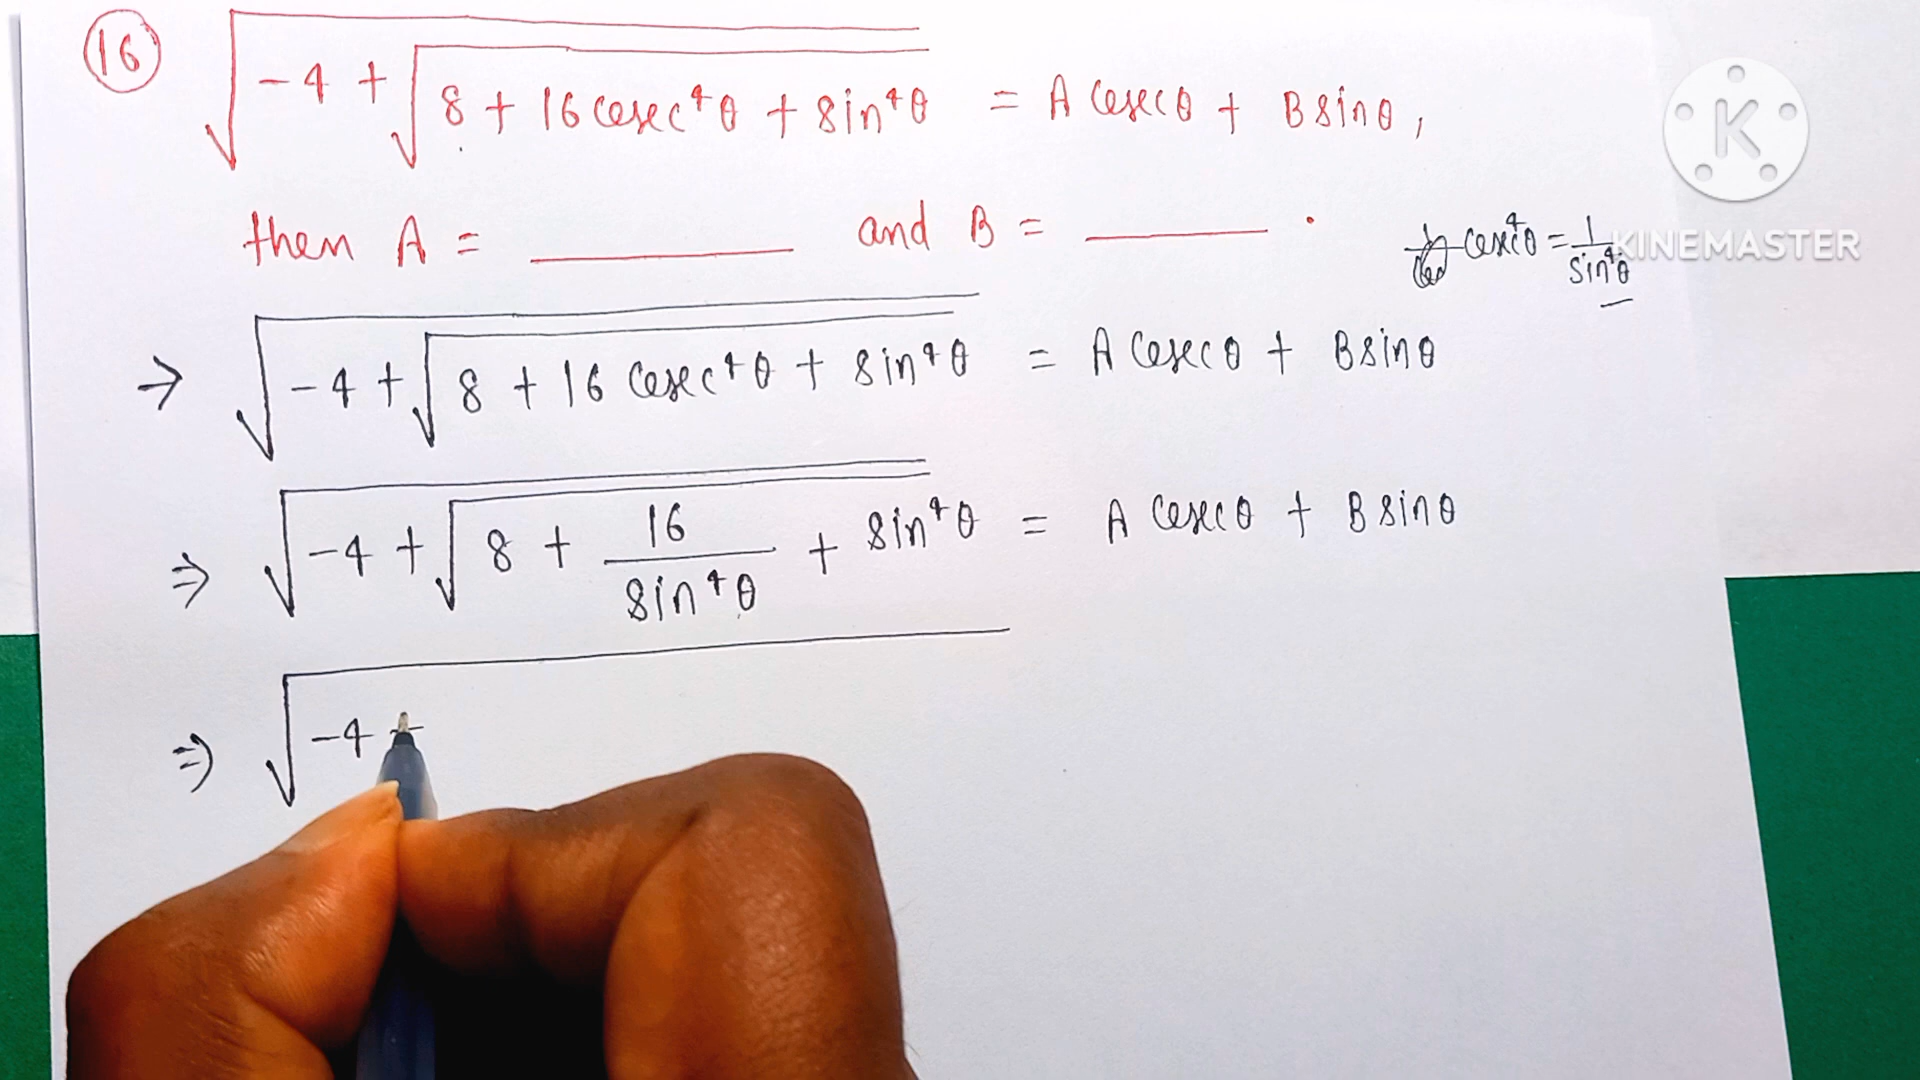 16 √-4 + √8 + 16 cosec⁴θ + sin⁴θ = A cosecθ + B sinθ,
then A = ________ and B = ________ .
cosec⁴θ = 1/sin⁴θ
KINEMASTER
→ √-4 + √8 + 16 cosec⁴θ + sin⁴θ = A cosecθ + B sinθ
⇒ √-4 + √8 + 16/sin⁴θ + sin⁴θ = A cosecθ + B sinθ
⇒ √-4 +